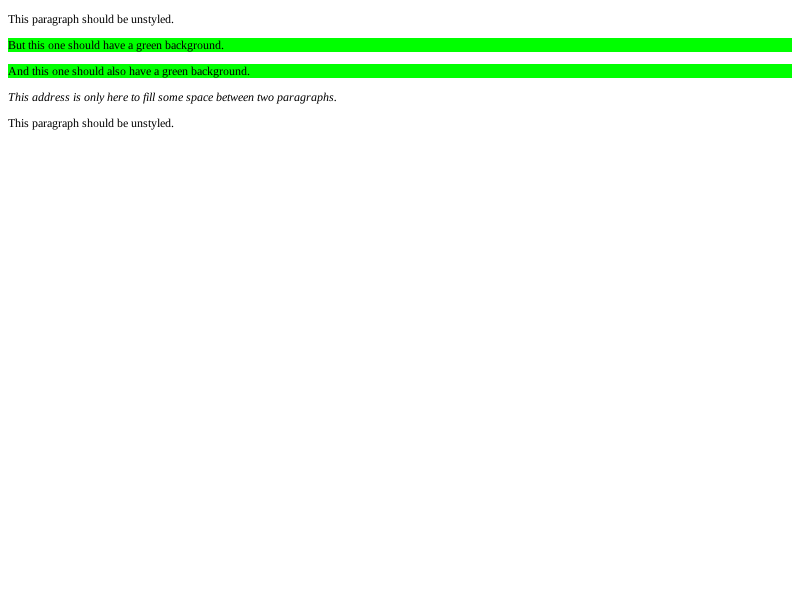 This paragraph should be unstyled.
But this one should have a green background.
And this one should also have a green background.
This address is only here to fill some space between two paragraphs.
This paragraph should be unstyled.